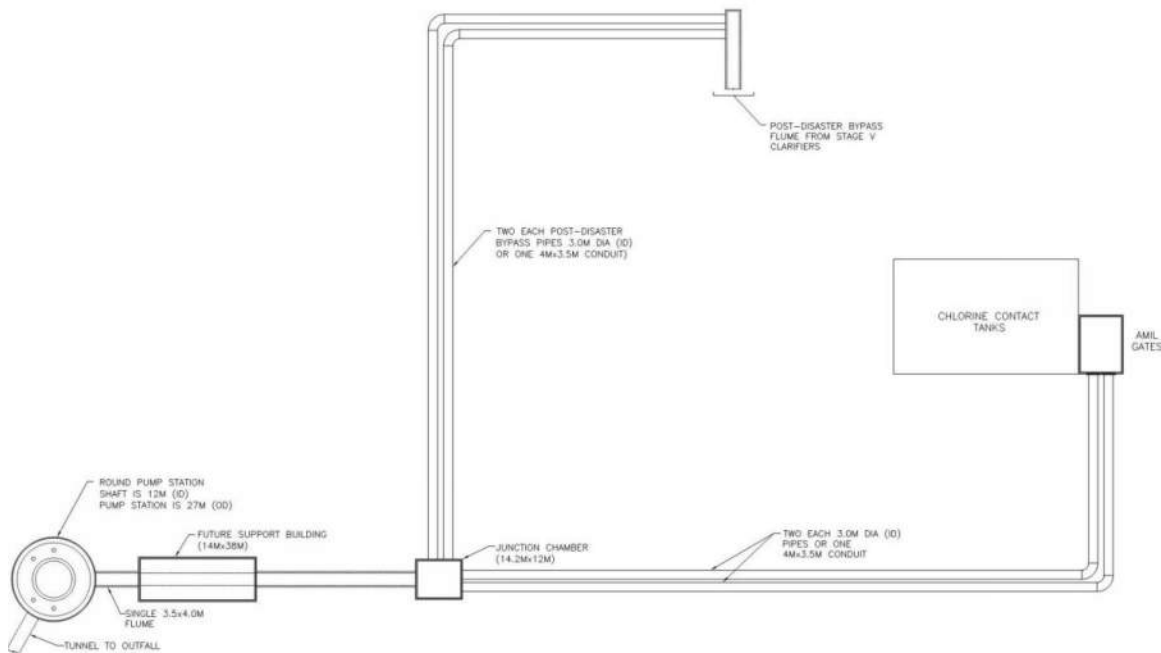 POST-DISASTER BYPASS
FLUME FROM STAGE V
CLARIFIERS
TWO EACH POST-DISASTER
BYPASS PIPES 3.0M DIA (ID)
OR ONE 4Mx3.5M CONDUIT)
CHLORINE CONTACT
TANKS
AMIL
GATES
ROUND PUMP STATION
SHAFT IS 12M (ID)
PUMP STATION IS 27M (OD)
FUTURE SUPPORT BUILDING
(14Mx38M)
JUNCTION CHAMBER
(14.2Mx12M)
TWO EACH 3.0M DIA (ID)
PIPES OR ONE
4Mx3.5M CONDUIT
SINGLE 3.5x4.0M
FLUME
TUNNEL TO OUTFALL